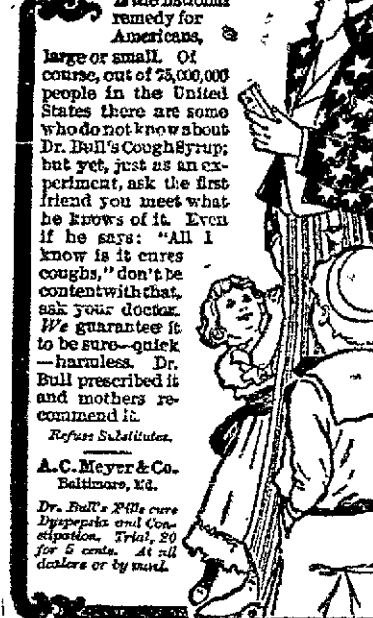 is the national
remedy for
Americans,
large or small. Of
course, out of 75,000,000
people in the United
States there are some
who do not know about
Dr. Bull's Cough Syrup;
but yet, just as an ex-
periment, ask the first
friend you meet what
he knows of it. Even
if he says: "All I
know is it cures
coughs," don't be
content with that,
ask your doctor.
We guarantee it
to be sure—quick
—harmless. Dr.
Bull prescribed it
and mothers re-
commend it.
Refuse Substitutes.
A. C. Meyer & Co.
Baltimore, Md.
Dr. Bull's Pills cure
Dyspepsia and Con-
stipation. Trial, 20
for 5 cents. At all
dealers or by mail.